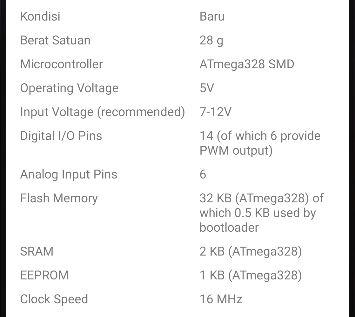 Kondisi Baru
Berat Satuan 28 g
Microcontroller ATmega328 SMD
Operating Voltage 5V
Input Voltage (recommended) 7-12V
Digital I/O Pins 14 (of which 6 provide
PWM output)
Analog Input Pins 6
Flash Memory 32 KB (ATmega328) of
which 0.5 KB used by
bootloader
SRAM 2 KB (ATmega328)
EEPROM 1 KB (ATmega328)
Clock Speed 16 MHz